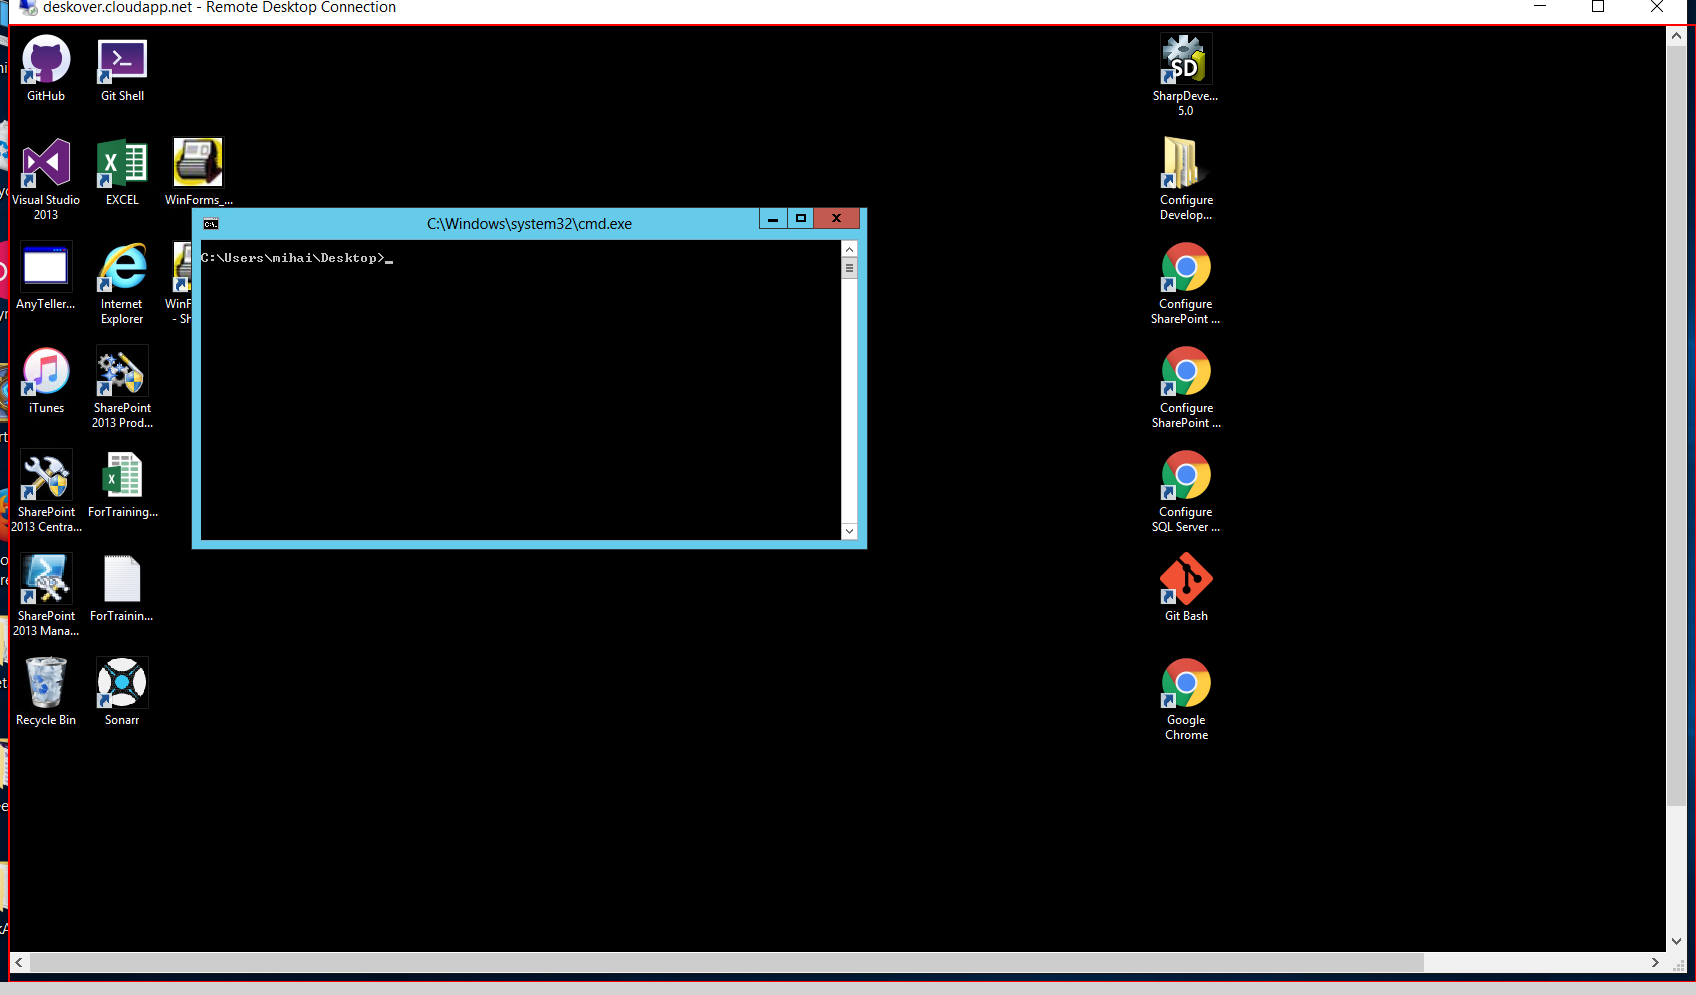 deskover.cloudapp.net - Remote Desktop Connection
GitHub
Git Shell
SharpDeve...
5.0
SD
Visual Studio
2013
EXCEL
WinForms_...
Configure
Develop...
C:\Windows\system32\cmd.exe
C:\Users\mihai\Desktop>_
AnyTeller...
Internet
Explorer
WinF
- Sh
Configure
SharePoint ...
iTunes
SharePoint
2013 Prod...
Configure
SharePoint ...
SharePoint
2013 Centra...
ForTraining...
Configure
SQL Server ...
SharePoint
2013 Mana...
ForTrainin...
Git Bash
Recycle Bin
Sonarr
Google
Chrome